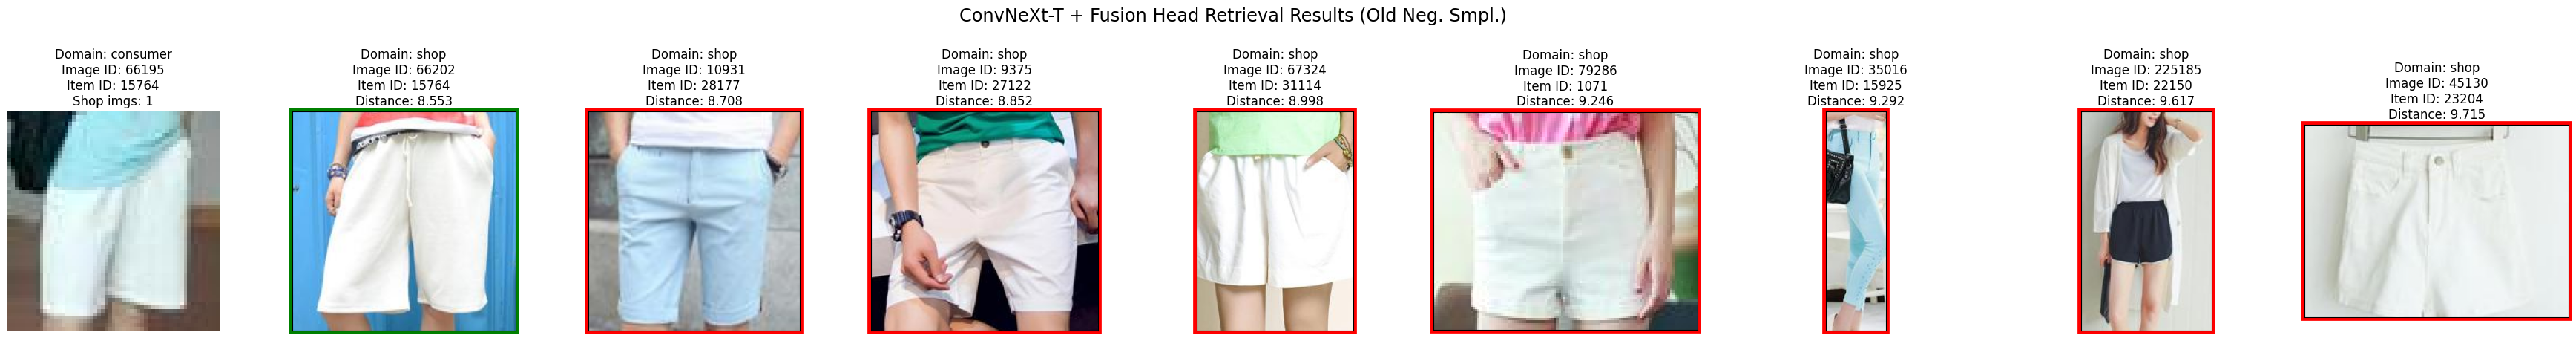 ConvNeXt-T + Fusion Head Retrieval Results (Old Neg. Smpl.)
Domain: consumer
Image ID: 66195
Item ID: 15764
Shop imgs: 1
Domain: shop
Image ID: 66202
Item ID: 15764
Distance: 8.553
Domain: shop
Image ID: 10931
Item ID: 28177
Distance: 8.708
Domain: shop
Image ID: 9375
Item ID: 27122
Distance: 8.852
Domain: shop
Image ID: 67324
Item ID: 31114
Distance: 8.998
Domain: shop
Image ID: 79286
Item ID: 1071
Distance: 9.246
Domain: shop
Image ID: 35016
Item ID: 15925
Distance: 9.292
Domain: shop
Image ID: 225185
Item ID: 22150
Distance: 9.617
Domain: shop
Image ID: 45130
Item ID: 23204
Distance: 9.715